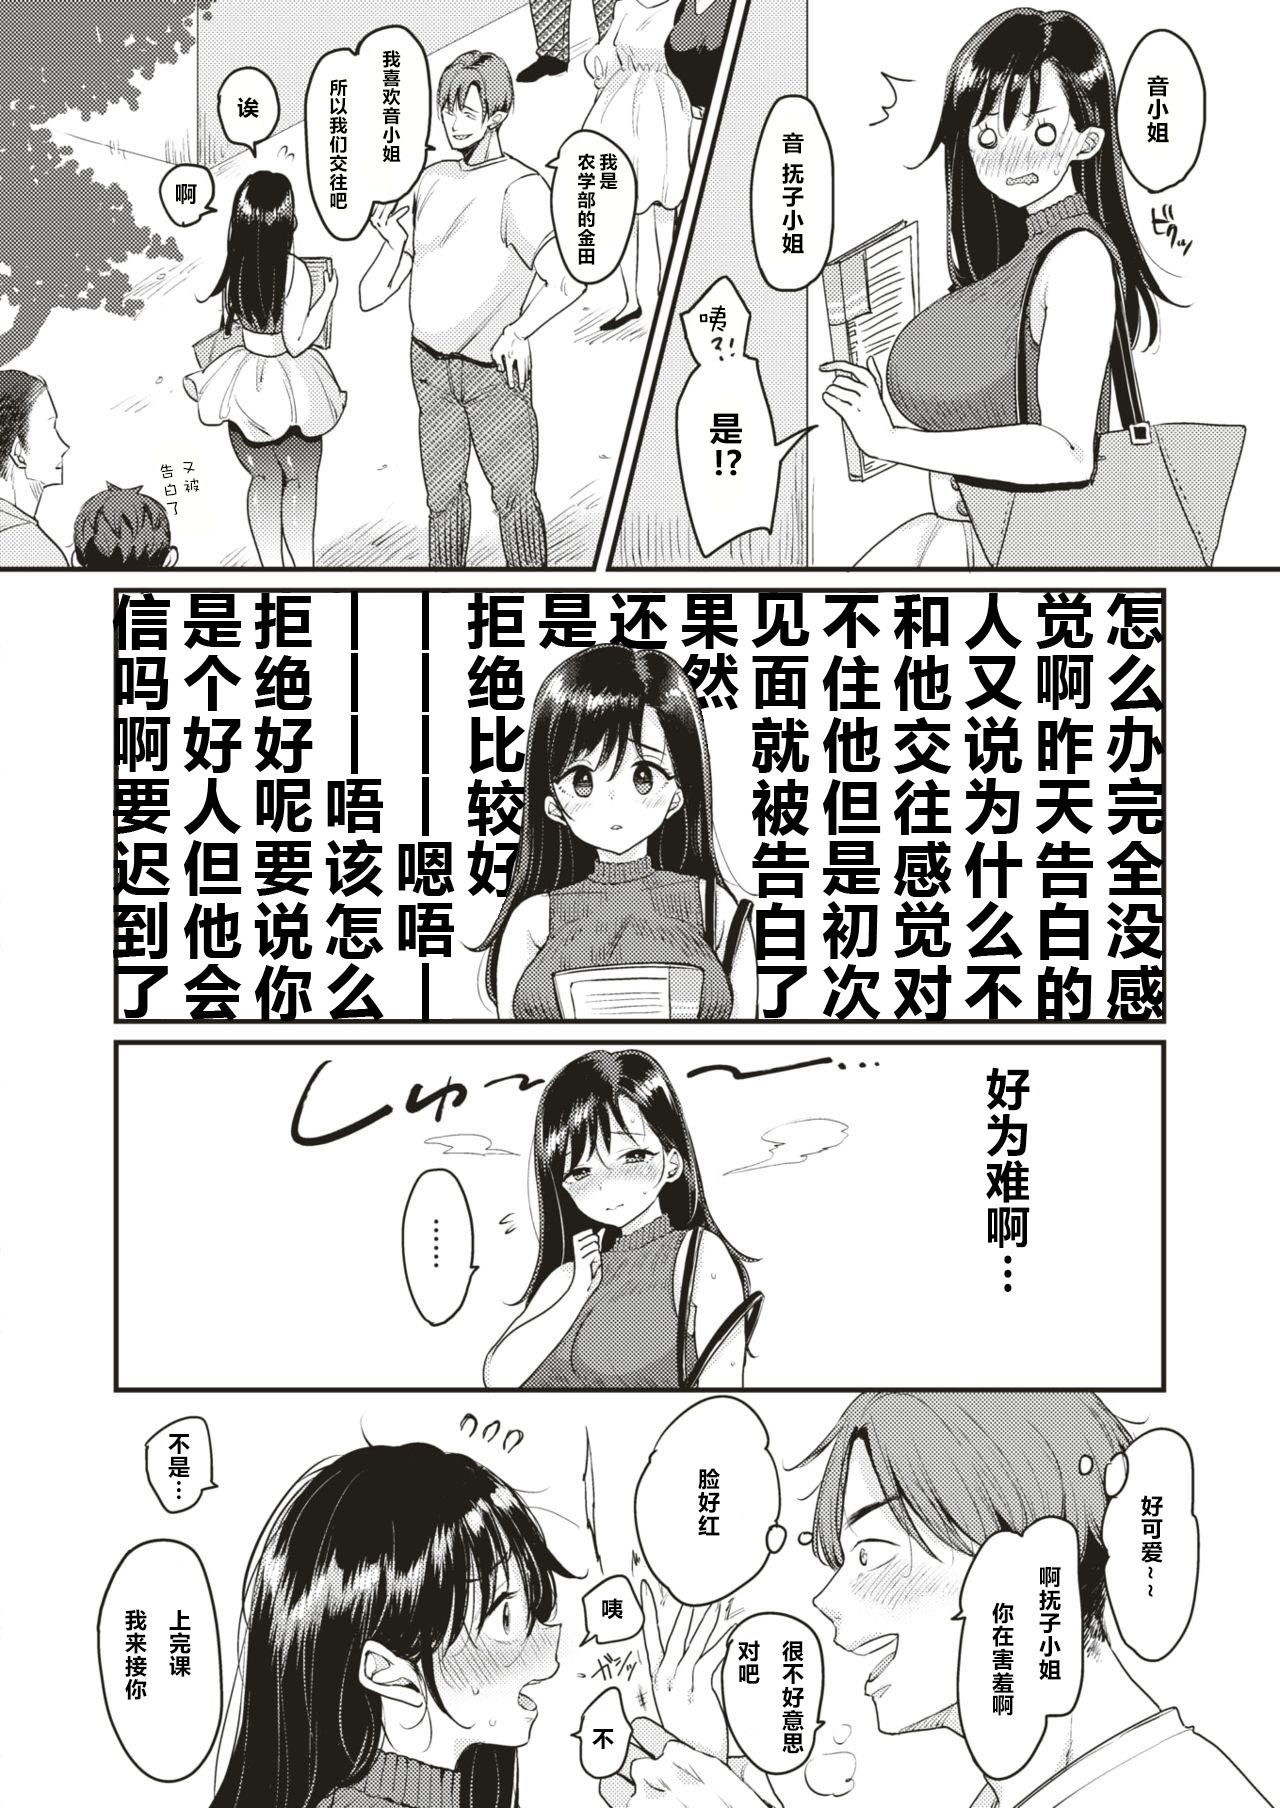 音小姐
音 抚子小姐
ビクッ
咦?!
是!?
我是
农学部的金田
我喜欢音小姐
所以我们交往吧
诶
啊
又被
告白了
怎么办完全没感
觉啊昨天告白的
人又说为什么不
和他交往感觉对
不住他但是初次
见面就被告白了
果然
还
是
拒绝比较好
｜｜｜｜嗯唔｜
｜｜｜唔该怎么
拒绝好呢要说你
是个好人但他会
信吗啊要迟到了
好为难啊…
しゅ～～…
……
好可爱~~
啊抚子小姐
你在害羞啊
脸好红
很不好意思
对吧
咦
ガシッ
不
不是…
上完课
我来接你